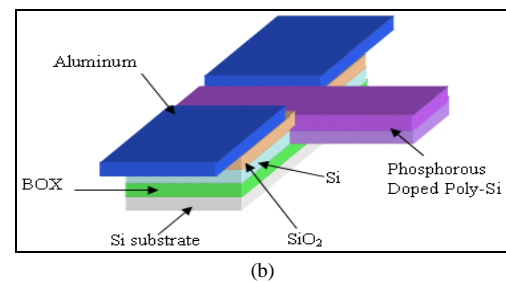 Aluminum
BOX
Si substrate
SiO₂
Si
Phosphorous
Doped Poly-Si
(b)